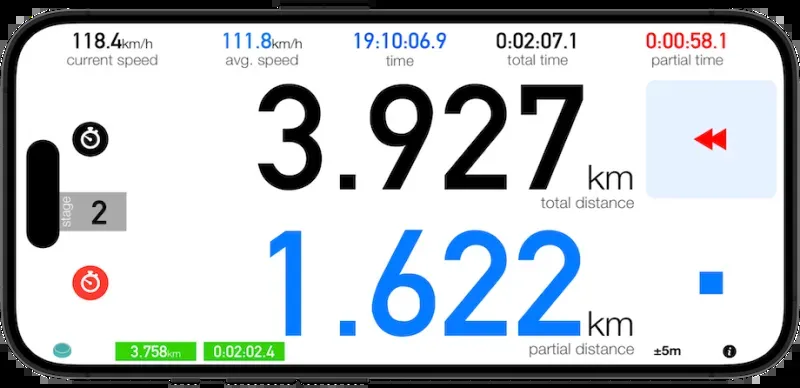 118.4km/h 111.8km/h 19:10:06.9 0:02:07.1 0:00:58.1
current speed avg. speed time total time partial time
3.927 km
total distance
stage 2
1.622 km
partial distance
3.758km 0:02:02.4 ±5m i